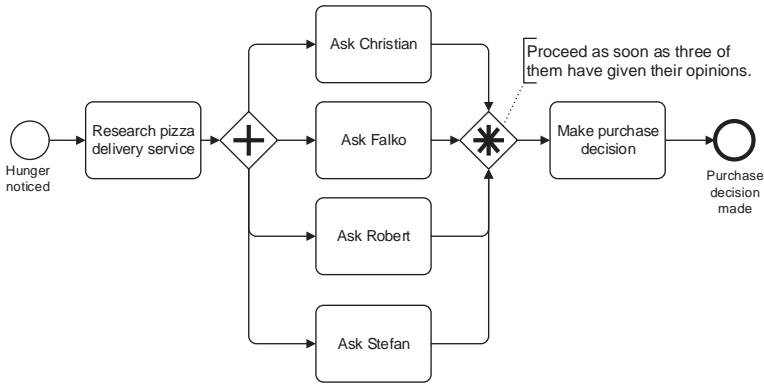 Ask Christian
Proceed as soon as three of
them have given their opinions.
Research pizza
delivery service
Ask Falko
Make purchase
decision
Hunger
noticed
Purchase
decision
made
Ask Robert
Ask Stefan